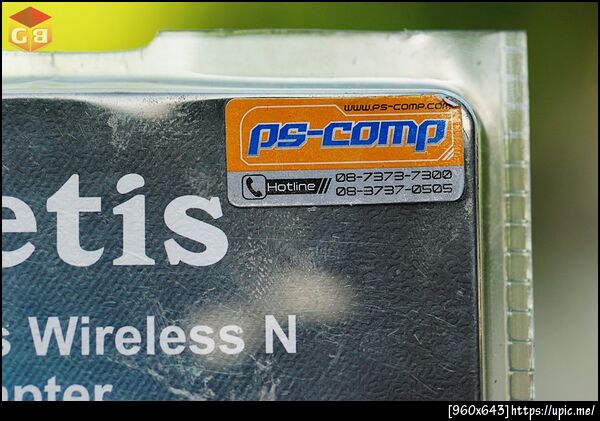 GB
www.ps-comp.com
ps-comp
Hotline // 08-7373-7300
08-3737-0505
etis
s Wireless N
apter
[960x643]https://upic.me/